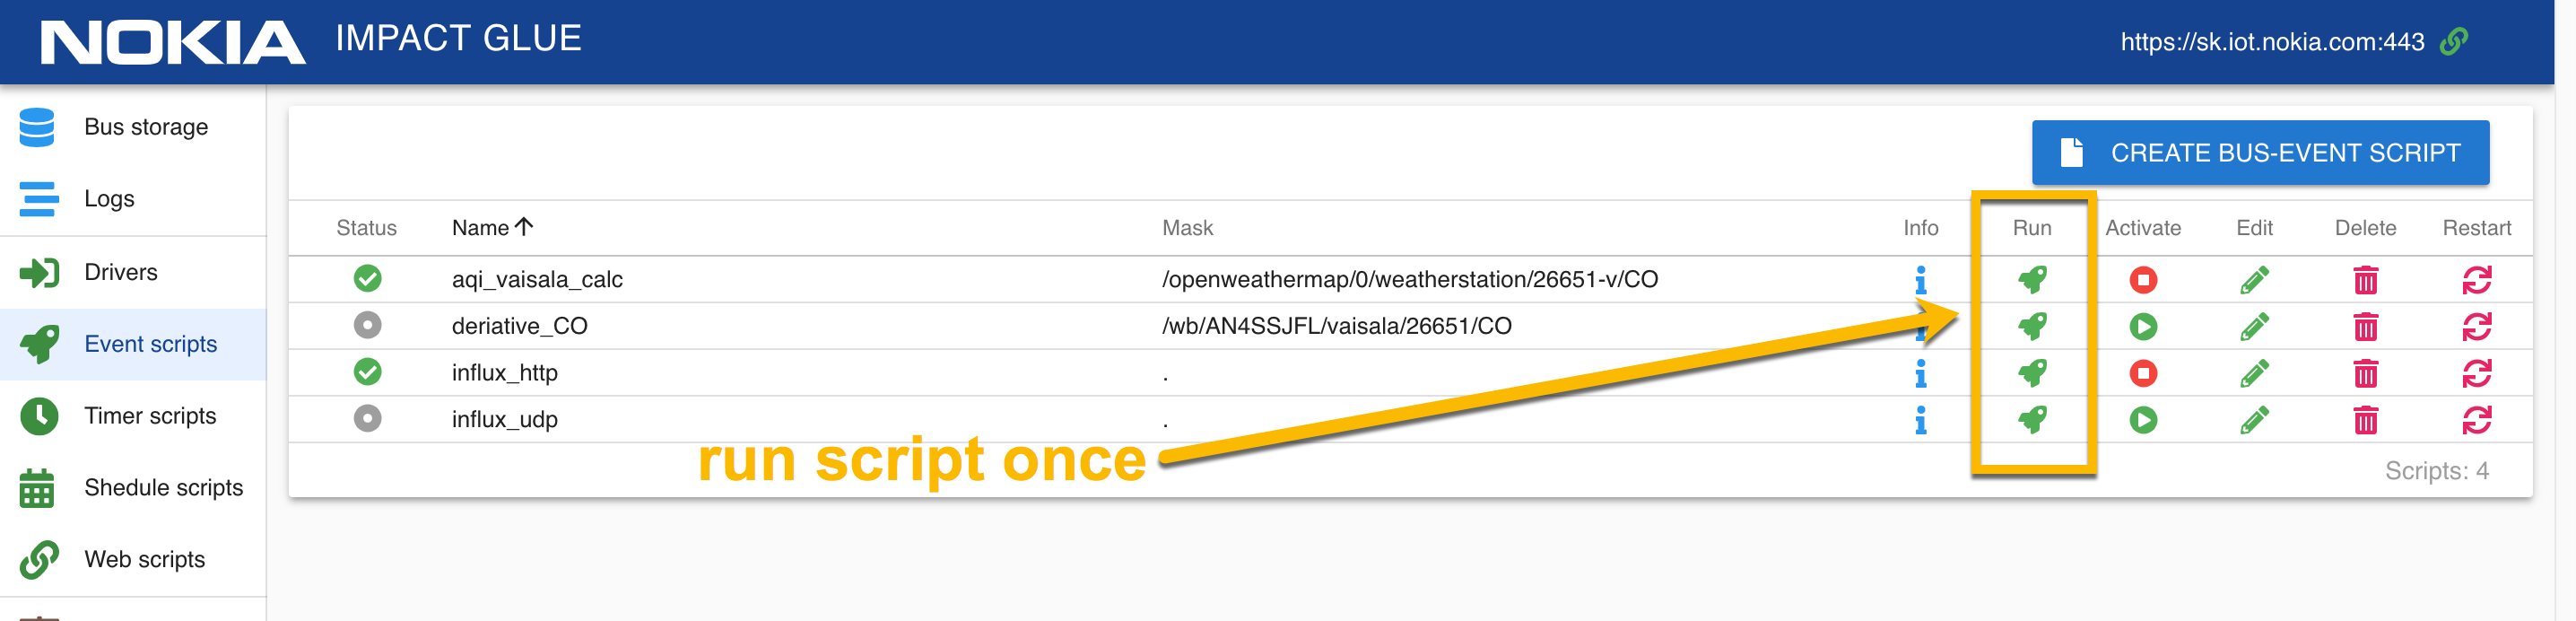 NOKIA IMPACT GLUE
https://sk.iot.nokia.com:443
Bus storage
Logs
Drivers
Event scripts
Timer scripts
Shedule scripts
Web scripts
CREATE BUS-EVENT SCRIPT
Status Name Mask Info Run Activate Edit Delete Restart
aqi_vaisala_calc /openweathermap/0/weatherstation/26651-v/CO
deriative_CO /wb/AN4SSJFL/vaisala/26651/CO
influx_http .
influx_udp .
run script once
Scripts: 4